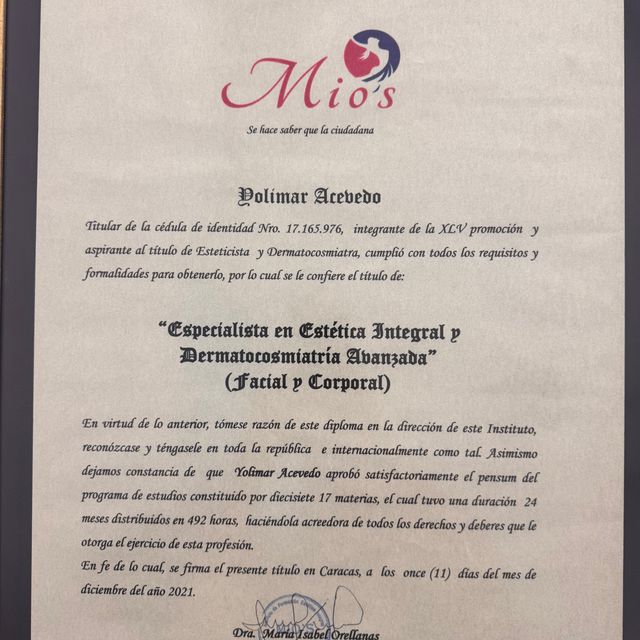 Mio's
Se hace saber que la ciudadana
Yolimar Acevedo
Titular de la cédula de identidad Nro. 17.165.976, integrante de la XLV promoción y
aspirante al título de Esteticista y Dermatocosmiatra, cumplió con todos los requisitos y
formalidades para obtenerlo, por lo cual se le confiere el título de:
“Especialista en Estética Integral y
Dermatocosmiatría Avanzada”
(Facial y Corporal)
En virtud de lo anterior, tómese razón de este diploma en la dirección de este Instituto,
reconózcase y téngasele en toda la república e internacionalmente como tal. Asimismo
dejamos constancia de que Yolimar Acevedo aprobó satisfactoriamente el pensum del
programa de estudios constituido por diecisiete 17 materias, el cual tuvo una duración 24
meses distribuidos en 492 horas, haciéndola acreedora de todos los derechos y deberes que le
otorga el ejercicio de esta profesión.
En fe de lo cual, se firma el presente título en Caracas, a los once (11) días del mes de
diciembre del año 2021.
MIO'S
Dra. María Isabel Orellanas